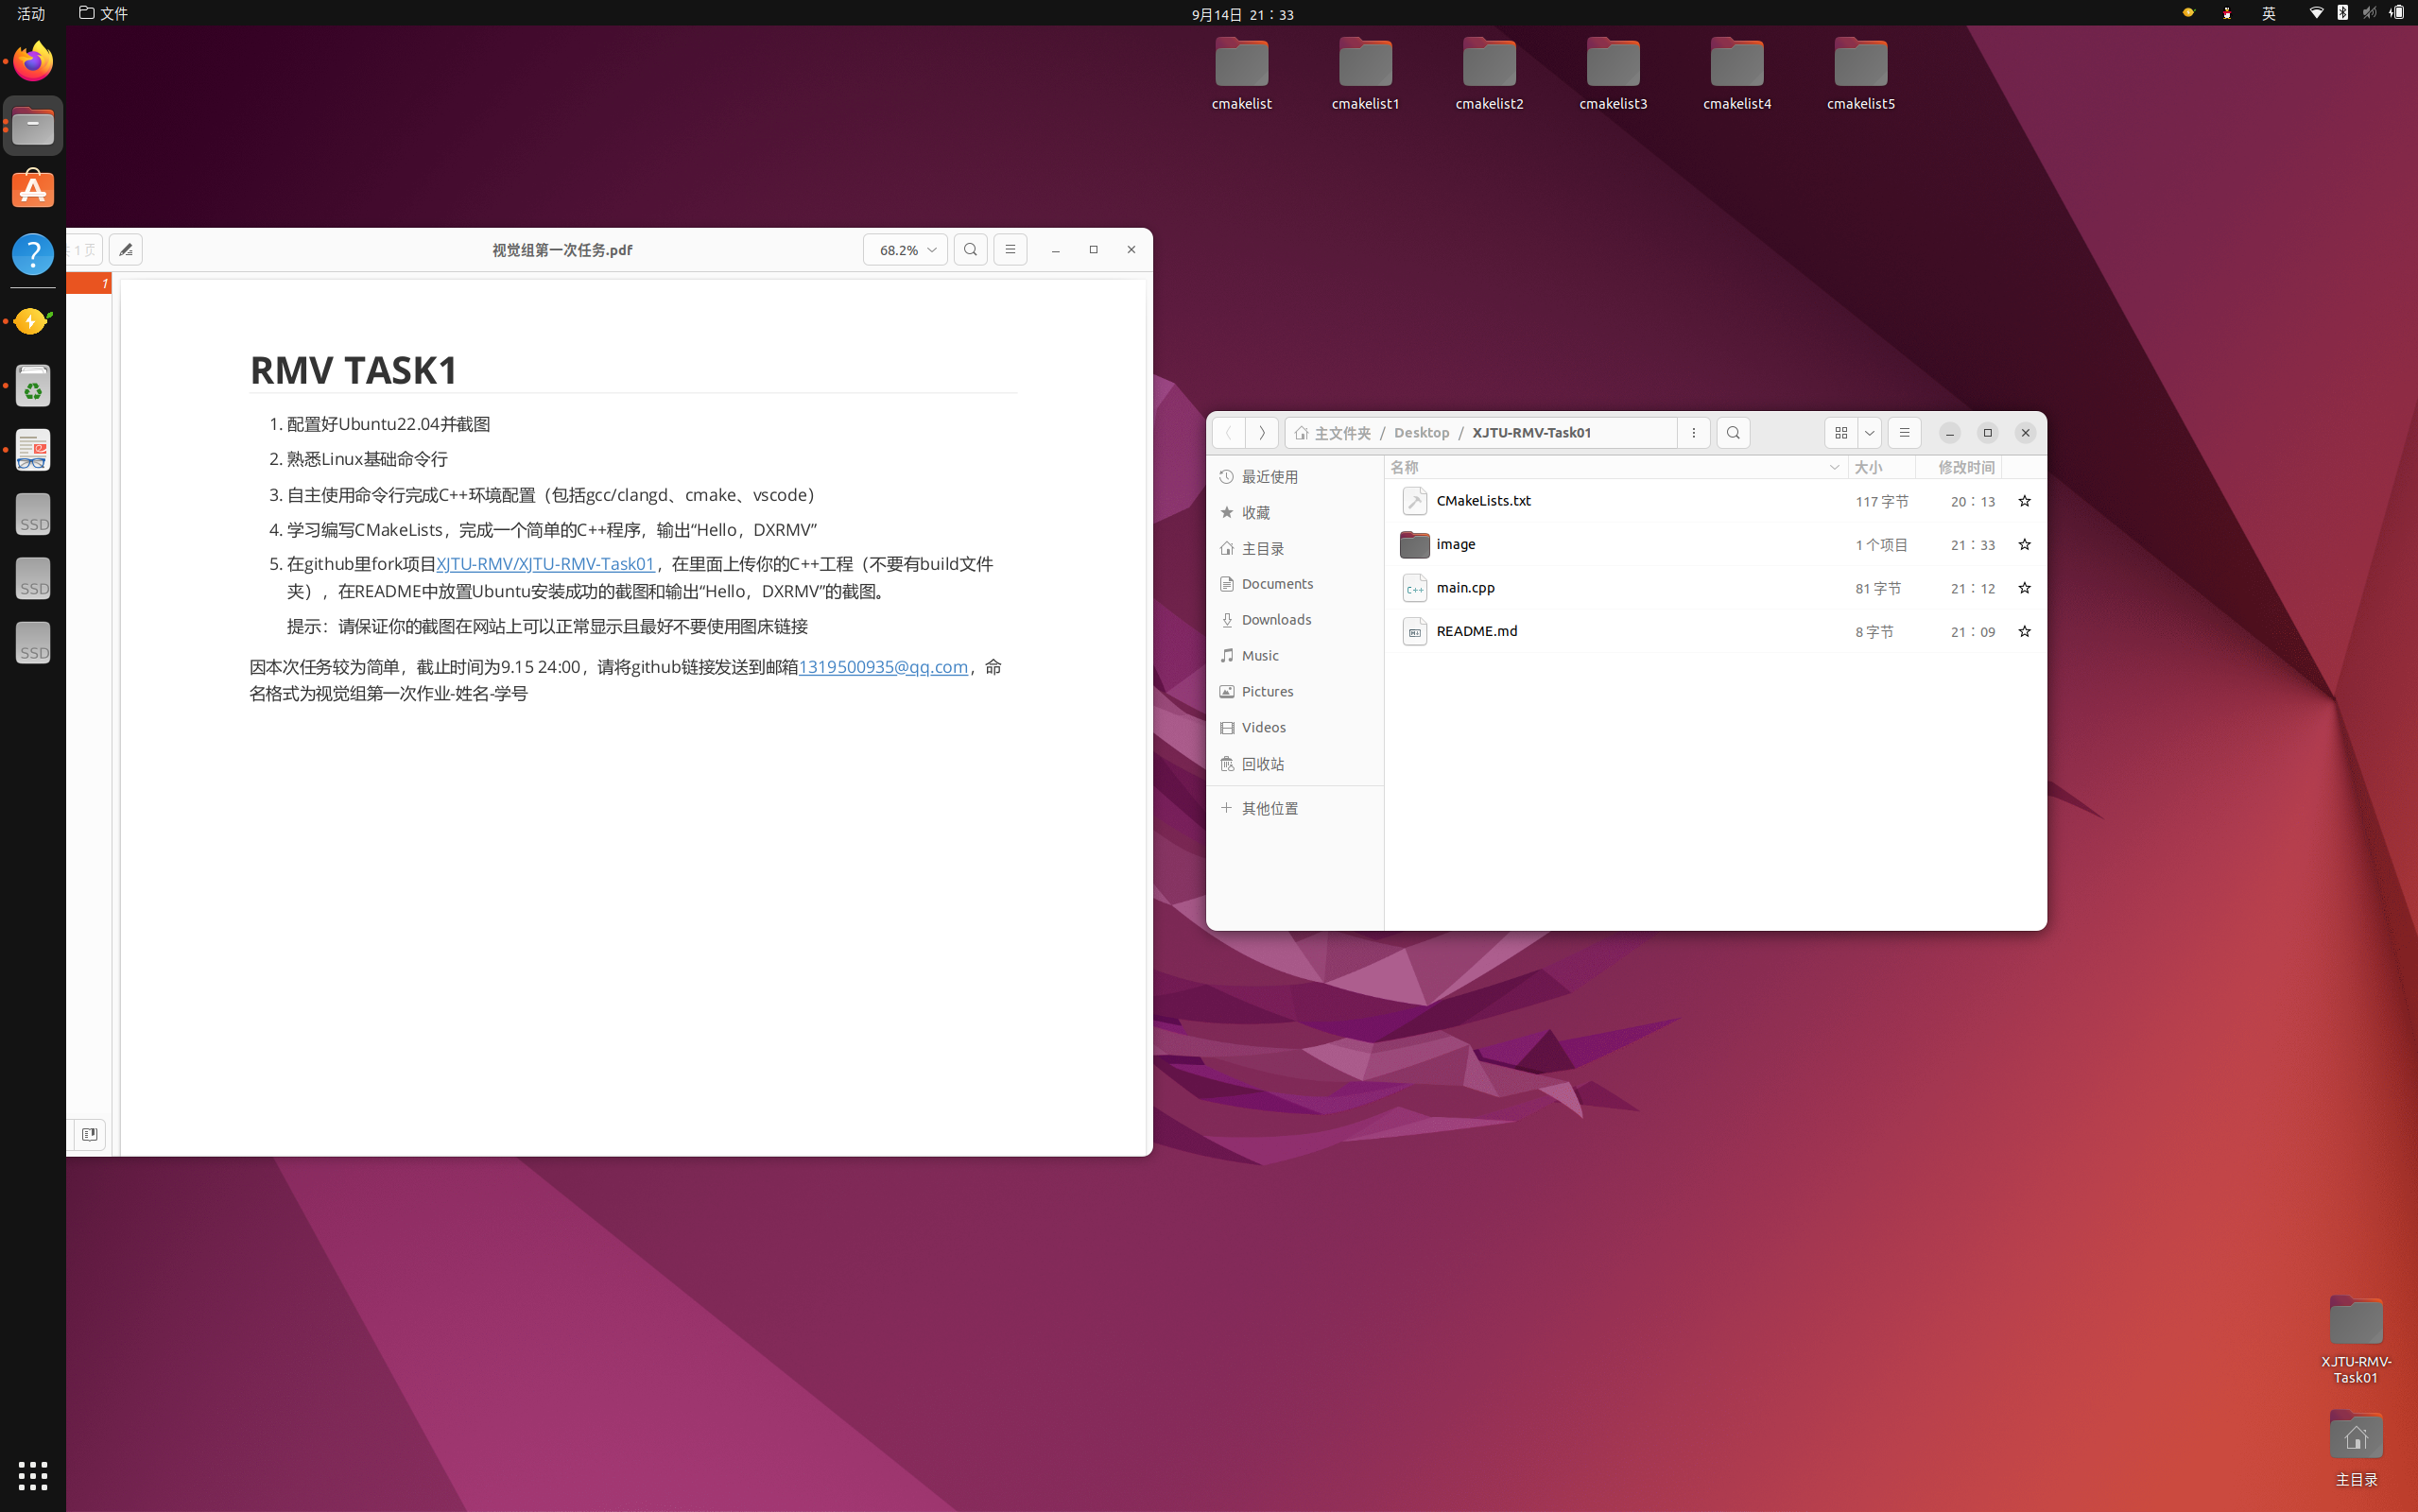 活动
文件
9月14日 21：33
英
cmakelist
cmakelist1
cmakelist2
cmakelist3
cmakelist4
cmakelist5
1 页
视觉组第一次任务.pdf
68.2%
1
RMV TASK1
1. 配置好Ubuntu22.04并截图
2. 熟悉Linux基础命令行
3. 自主使用命令行完成C++环境配置（包括gcc/clangd、cmake、vscode）
4. 学习编写CMakeLists，完成一个简单的C++程序，输出“Hello，DXRMV”
5. 在github里fork项目XJTU-RMV/XJTU-RMV-Task01，在里面上传你的C++工程（不要有build文件
夹），在README中放置Ubuntu安装成功的截图和输出“Hello，DXRMV”的截图。
提示：请保证你的截图在网站上可以正常显示且最好不要使用图床链接
因本次任务较为简单，截止时间为9.15 24:00，请将github链接发送到邮箱1319500935@qq.com，命
名格式为视觉组第一次作业-姓名-学号
主文件夹 / Desktop / XJTU-RMV-Task01
名称 大小 修改时间
最近使用
收藏
主目录
Documents
Downloads
Music
Pictures
Videos
回收站
其他位置
CMakeLists.txt 117 字节 20：13
image 1 个项目 21：33
main.cpp 81 字节 21：12
README.md 8 字节 21：09
SSD
SSD
SSD
XJTU-RMV-
Task01
主目录